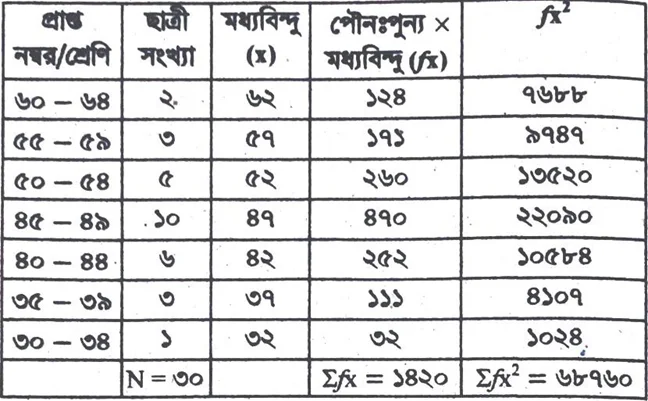 প্রাপ্ত নম্বর/শ্রেণি | ছাত্রী সংখ্যা | মধ্যবিন্দু (x) | পৌনঃপুন্য × মধ্যবিন্দু (fx) | fx²
৬০ – ৬৪ | ২ | ৬২ | ১২৪ | ৭৬৮৮
৫৫ – ৫৯ | ৩ | ৫৭ | ১৭১ | ৯৭৪৭
৫০ – ৫৪ | ৫ | ৫২ | ২৬০ | ১৩৫২০
৪৫ – ৪৯ | ১০ | ৪৭ | ৪৭০ | ২২০৯০
৪০ – ৪৪ | ৬ | ৪২ | ২৫২ | ১০৫৮৪
৩৫ – ৩৯ | ৩ | ৩৭ | ১১১ | ৪১০৭
৩০ – ৩৪ | ১ | ৩২ | ৩২ | ১০২৪
N = ৩০ | Σfx = ১৪২০ | Σfx² = ৬৮৭৬০